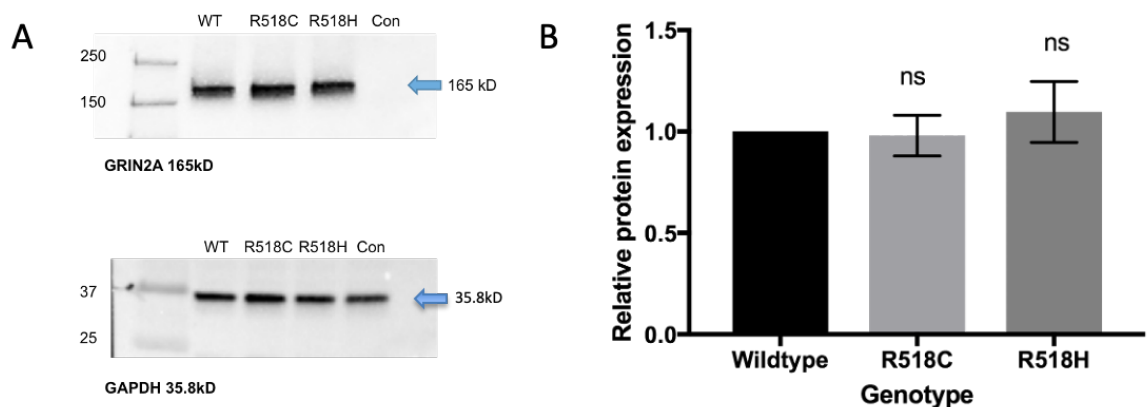 A
WT R518C R518H Con
250
150
165 kD
GRIN2A 165kD
WT R518C R518H Con
37
25
35.8kD
GAPDH 35.8kD
B
Relative protein expression
1.5
1.0
0.5
0.0
ns
ns
Wildtype R518C R518H
Genotype